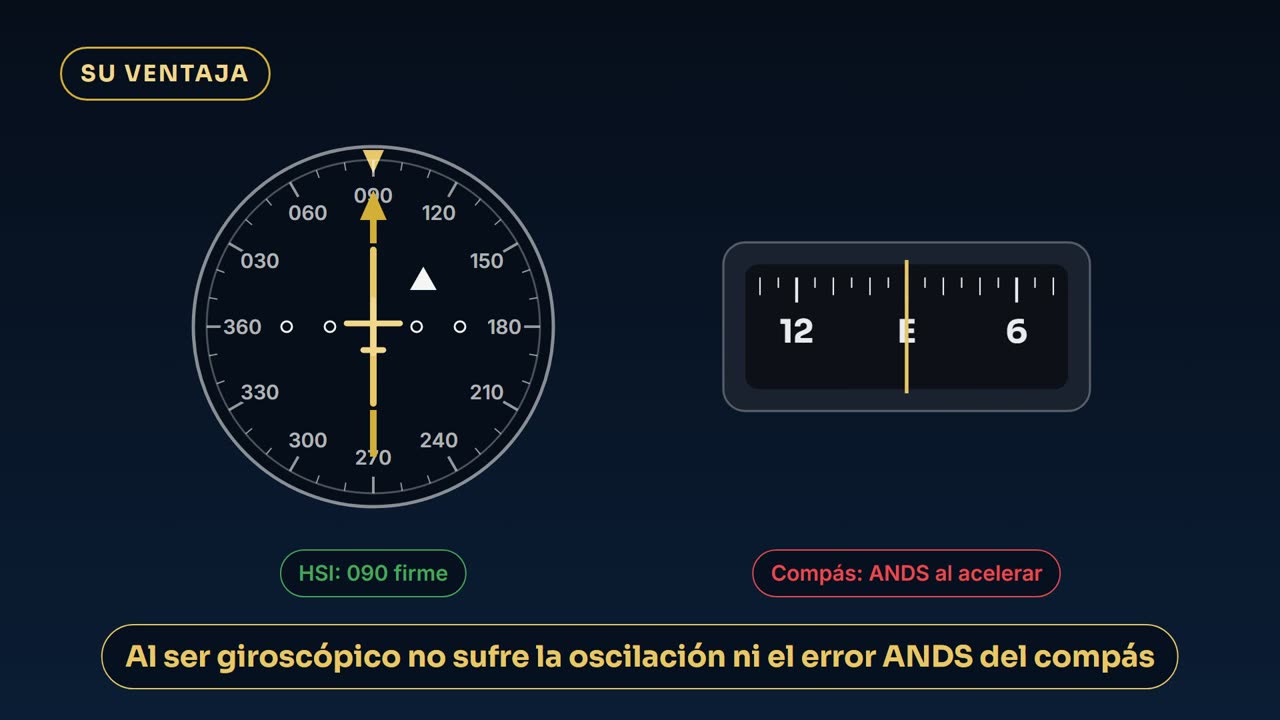 SU VENTAJA
090
060
120
030
150
360
180
330
210
300
240
270
12
E
6
HSI: 090 firme
Compás: ANDS al acelerar
Al ser giroscópico no sufre la oscilación ni el error ANDS del compás